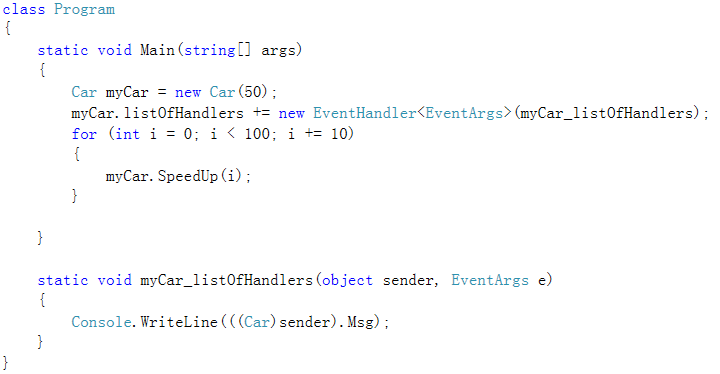 class Program
{
    static void Main(string[] args)
    {
        Car myCar = new Car(50);
        myCar.listOfHandlers += new EventHandler<EventArgs>(myCar_listOfHandlers);
        for (int i = 0; i < 100; i += 10)
        {
            myCar.SpeedUp(i);
        }

    }

    static void myCar_listOfHandlers(object sender, EventArgs e)
    {
        Console.WriteLine(((Car)sender).Msg);
    }
}